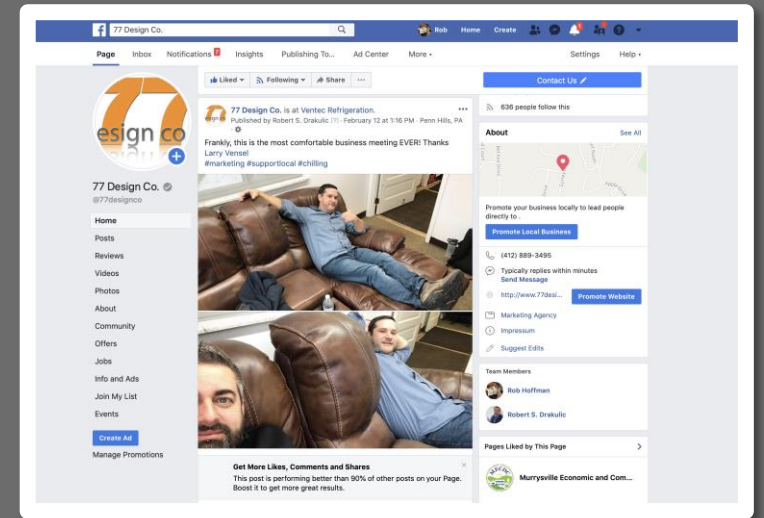 77 Design Co.
Rob Home Create
Page Inbox Notifications 8 Insights Publishing To... Ad Center More Settings Help
Liked Following Share ...
Contact Us
77
esign co
77 Design Co.
@77designco
Home
Posts
Reviews
Videos
Photos
About
Community
Offers
Jobs
Info and Ads
Join My List
Events
Create Ad
Manage Promotions
77 Design Co. is at Ventec Refrigeration.
Published by Robert S. Drakulic [?] · February 12 at 1:16 PM · Penn Hills, PA
Frankly, this is the most comfortable business meeting EVER! Thanks
Larry Vensel
#marketing #supportlocal #chilling
Get More Likes, Comments and Shares
This post is performing better than 90% of other posts on your Page.
Boost it to get more great results.
636 people follow this
About See All
Promote your business locally to lead people
directly to .
Promote Local Business
(412) 889-3495
Typically replies within minutes
Send Message
http://www.77desi...
Promote Website
Marketing Agency
Impressum
Suggest Edits
Team Members
Rob Hoffman
Robert S. Drakulic
Pages Liked by This Page
Murrysville Economic and Com...